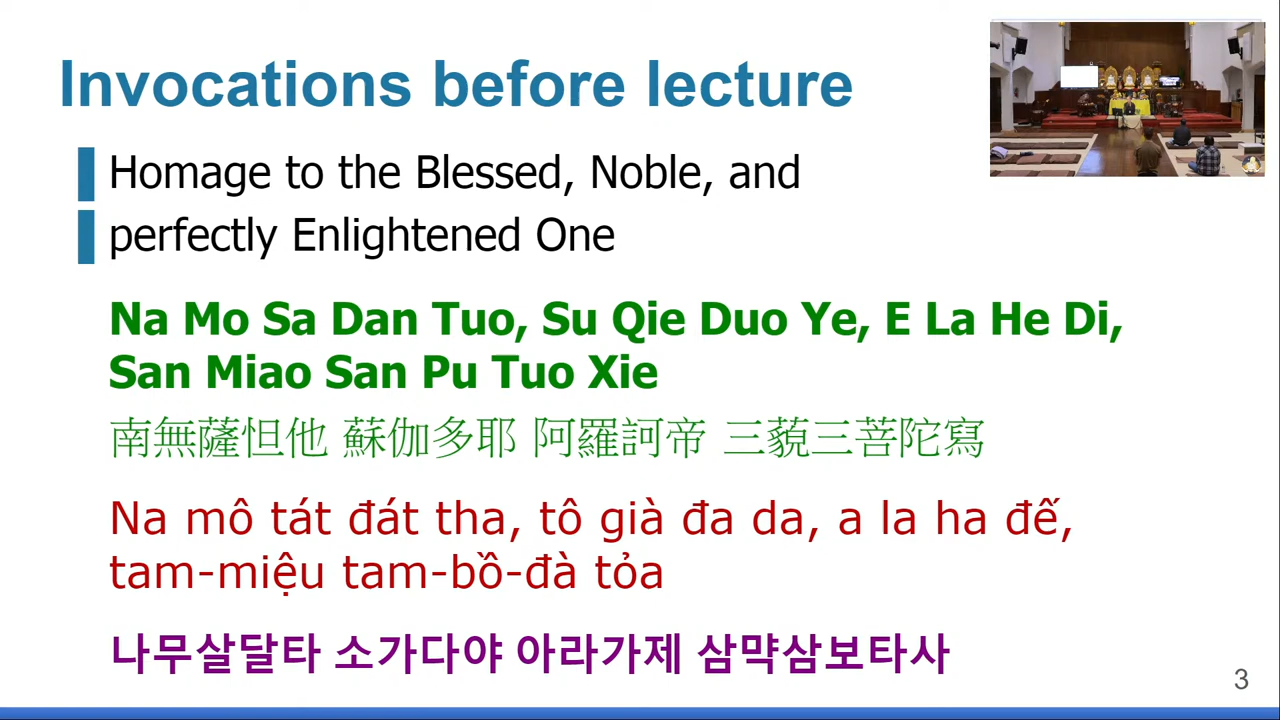 Invocations before lecture
Homage to the Blessed, Noble, and
perfectly Enlightened One
Na Mo Sa Dan Tuo, Su Qie Duo Ye, E La He Di,
San Miao San Pu Tuo Xie
南無薩怛他 蘇伽多耶 阿羅訶帝 三藐三菩陀寫
Na mô tát đát tha, tô già đa da, a la ha đế,
tam-miệu tam-bồ-đà tỏa
나무살달타 소가다야 아라가제 삼먁삼보타사
3